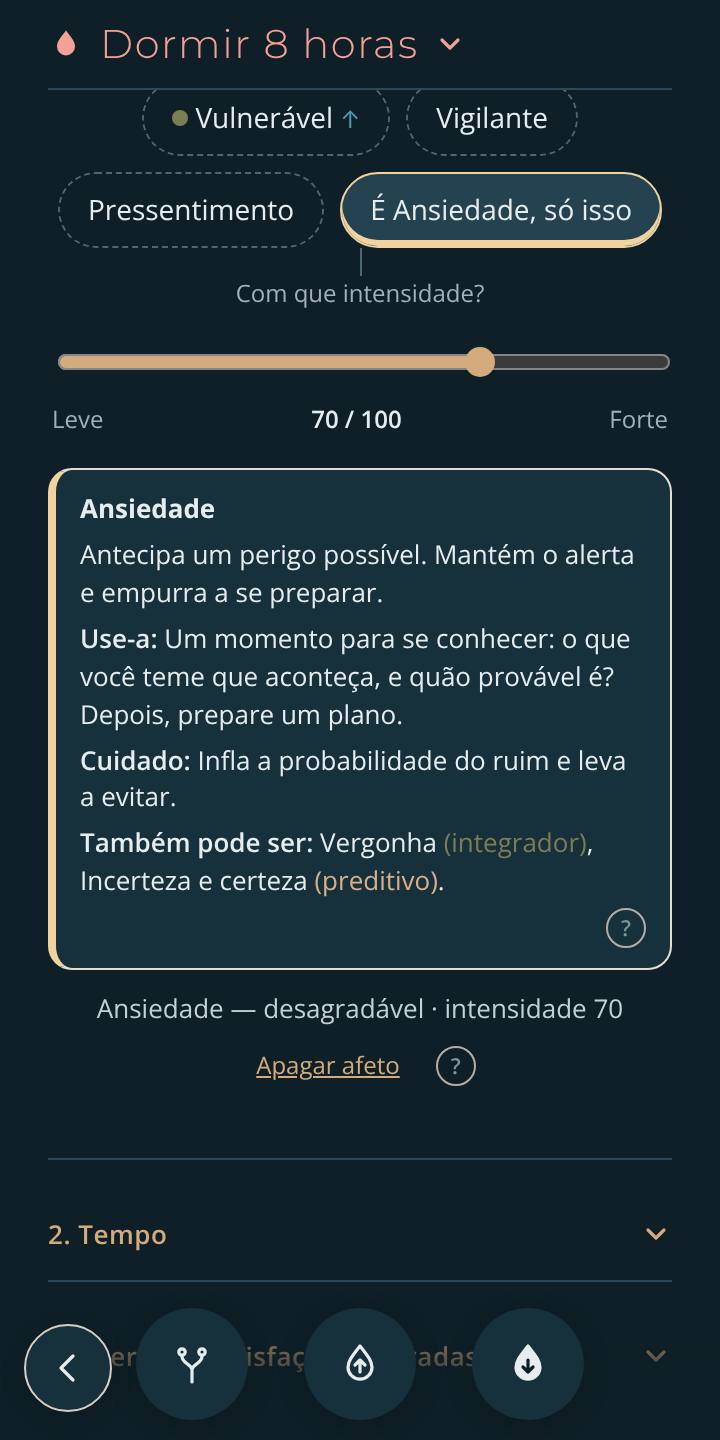 Dormir 8 horas
Vulnerável ↑
Vigilante
Pressentimento
É Ansiedade, só isso
Com que intensidade?
Leve
70 / 100
Forte
Ansiedade
Antecipa um perigo possível. Mantém o alerta
e empurra a se preparar.
Use-a: Um momento para se conhecer: o que
você teme que aconteça, e quão provável é?
Depois, prepare um plano.
Cuidado: Infla a probabilidade do ruim e leva
a evitar.
Também pode ser: Vergonha (integrador),
Incerteza e certeza (preditivo).
?
Ansiedade — desagradável · intensidade 70
Apagar afeto
?
2. Tempo